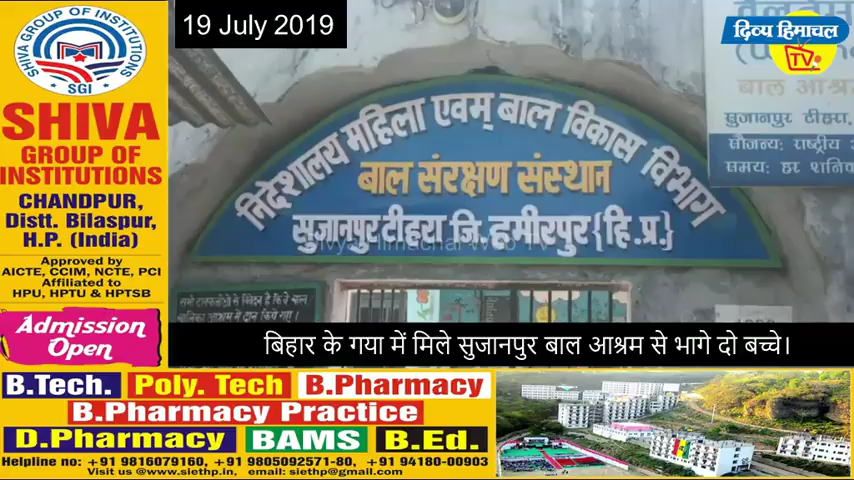 SHIVA GROUP OF INSTITUTIONS
SGI
SHIVA
GROUP OF
INSTITUTIONS
CHANDPUR,
Distt. Bilaspur,
H.P. (India)
Approved by
AICTE, CCIM, NCTE, PCI
Affiliated to
HPU, HPTU & HPTSB
Admission
Open
19 July 2019
दिव्य हिमाचल
TV
बाल आश्र
सुजानपुर टीहरा,
सौजन्य: राष्ट्रीय
समय: हर शनि
निदेशालय महिला एवम् बाल विकास विभाग
बाल संरक्षण संस्थान
सुजानपुर टीहरा जि. हमीरपुर {हि.प्र.}
बिहार के गया में मिले सुजानपुर बाल आश्रम से भागे दो बच्चे।
B.Tech. Poly. Tech B.Pharmacy
B.Pharmacy Practice
D.Pharmacy BAMS B.Ed.
Helpline no: +91 9816079160, +91 9805092571-80, +91 94180-00903
Visit us @www.siethp.in, email: siethp@gmail.com